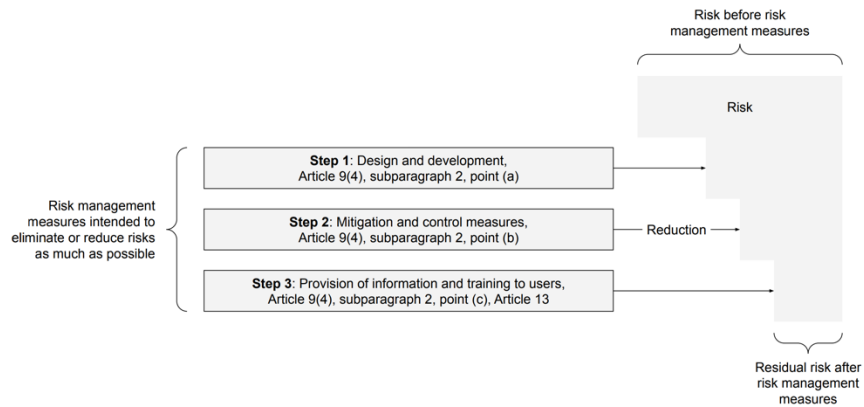 Risk before risk
management measures
Risk
Step 1: Design and development,
Article 9(4), subparagraph 2, point (a)
Risk management
measures intended to
eliminate or reduce risks
as much as possible
Step 2: Mitigation and control measures,
Article 9(4), subparagraph 2, point (b)
Reduction
Step 3: Provision of information and training to users,
Article 9(4), subparagraph 2, point (c), Article 13
Residual risk after
risk management
measures